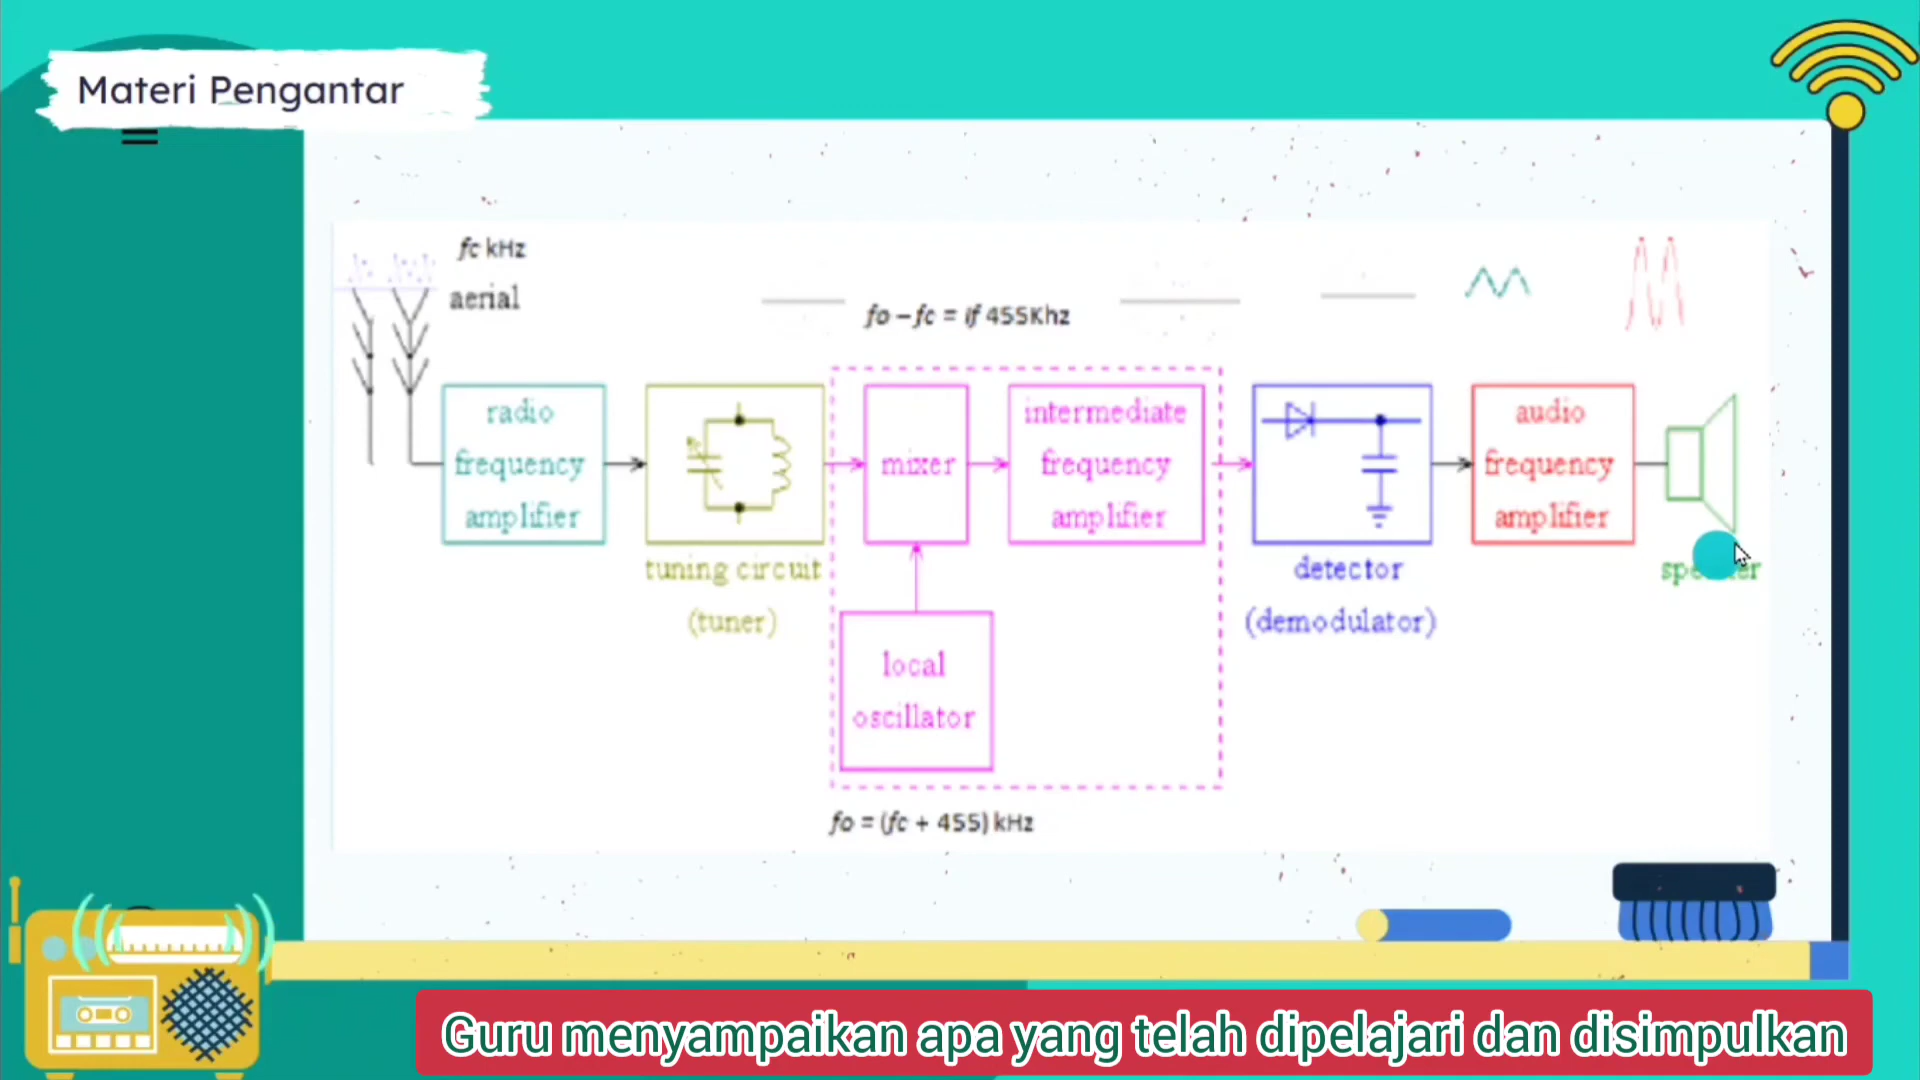 Materi Pengantar
fc kHz
aerial
fo – fc = if 455Khz
radio
frequency
amplifier
tuning circuit
(tuner)
mixer
intermediate
frequency
amplifier
local
oscillator
detector
(demodulator)
audio
frequency
amplifier
fo = (fc + 455) kHz
Guru menyampaikan apa yang telah dipelajari dan disimpulkan